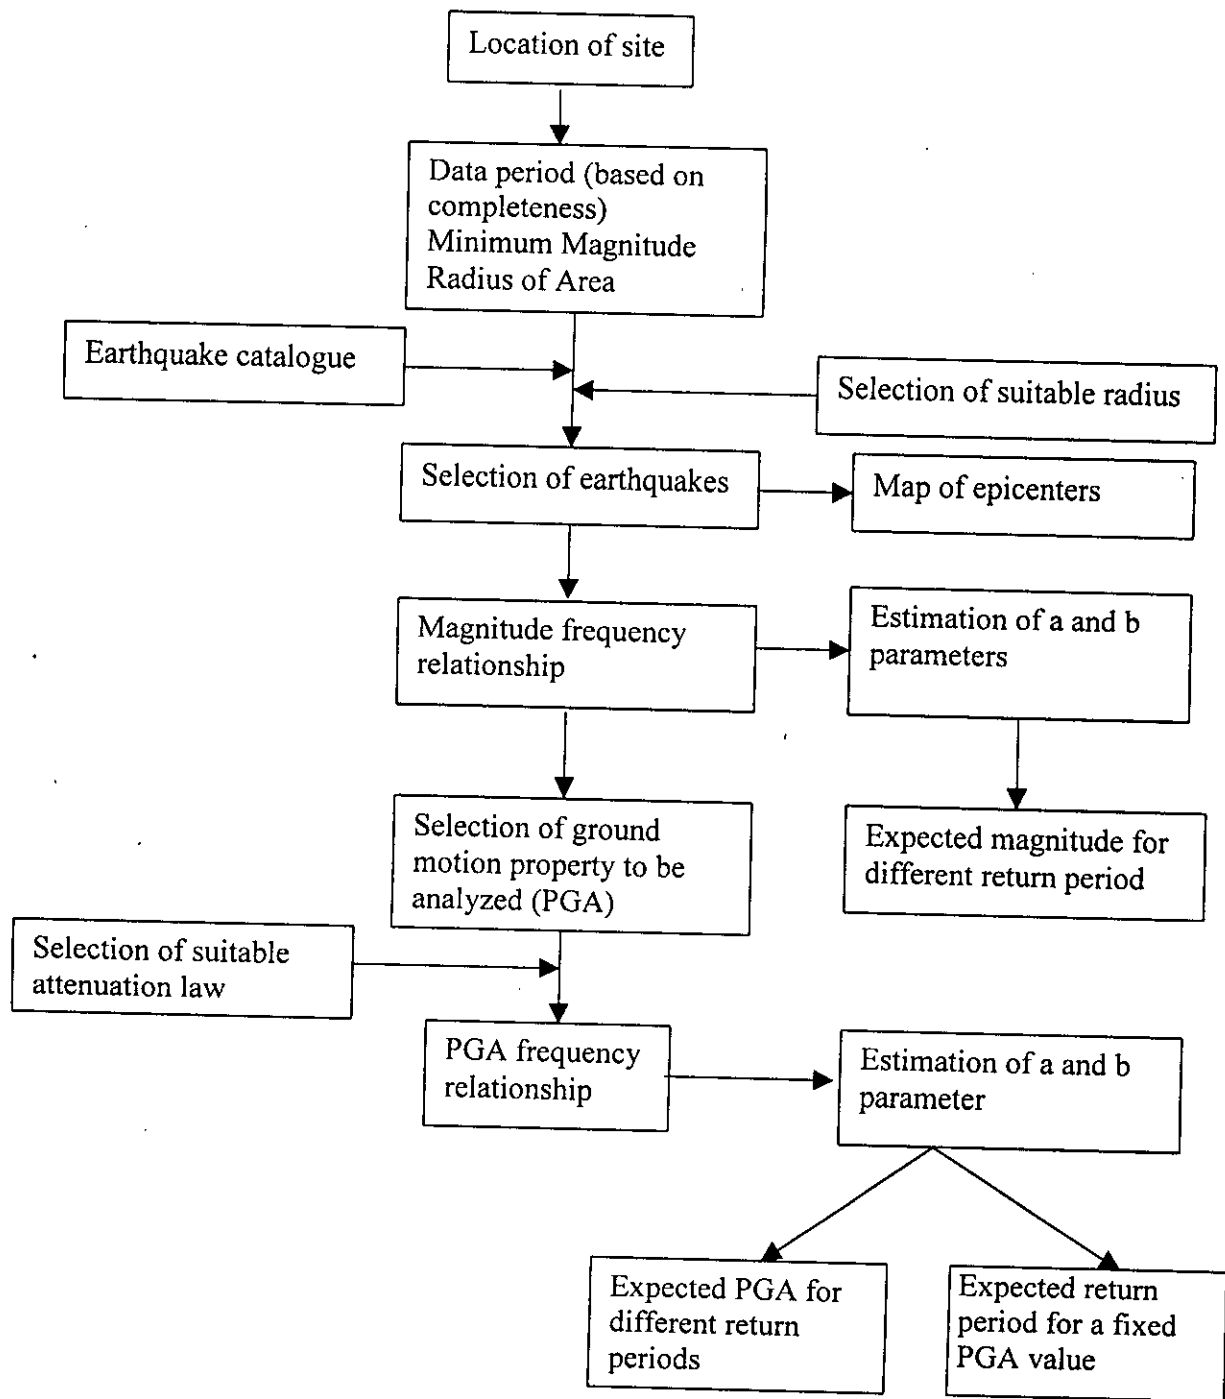 Location of site
Data period (based on
completeness)
Minimum Magnitude
Radius of Area
Earthquake catalogue
Selection of suitable radius
Selection of earthquakes
Map of epicenters
Magnitude frequency
relationship
Estimation of a and b
parameters
Selection of ground
motion property to be
analyzed (PGA)
Expected magnitude for
different return period
Selection of suitable
attenuation law
PGA frequency
relationship
Estimation of a and b
parameter
Expected PGA for
different return
periods
Expected return
period for a fixed
PGA value